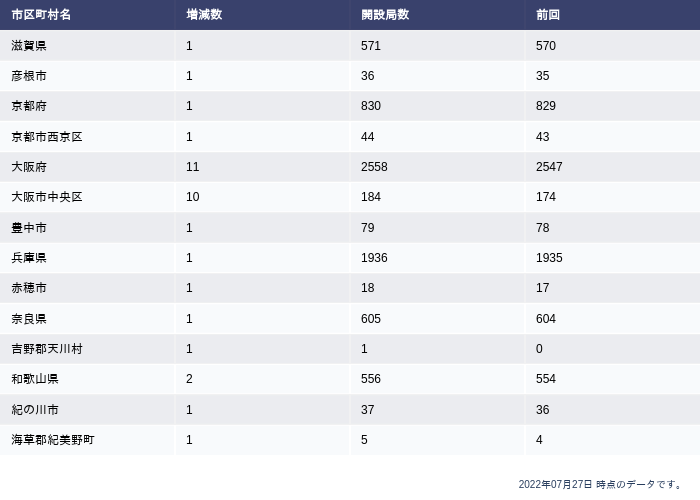 市区町村名 増減数 開設局数 前回
滋賀県 1 571 570
彦根市 1 36 35
京都府 1 830 829
京都市西京区 1 44 43
大阪府 11 2558 2547
大阪市中央区 10 184 174
豊中市 1 79 78
兵庫県 1 1936 1935
赤穂市 1 18 17
奈良県 1 605 604
吉野郡天川村 1 1 0
和歌山県 2 556 554
紀の川市 1 37 36
海草郡紀美野町 1 5 4
2022年07月27日 時点のデータです。